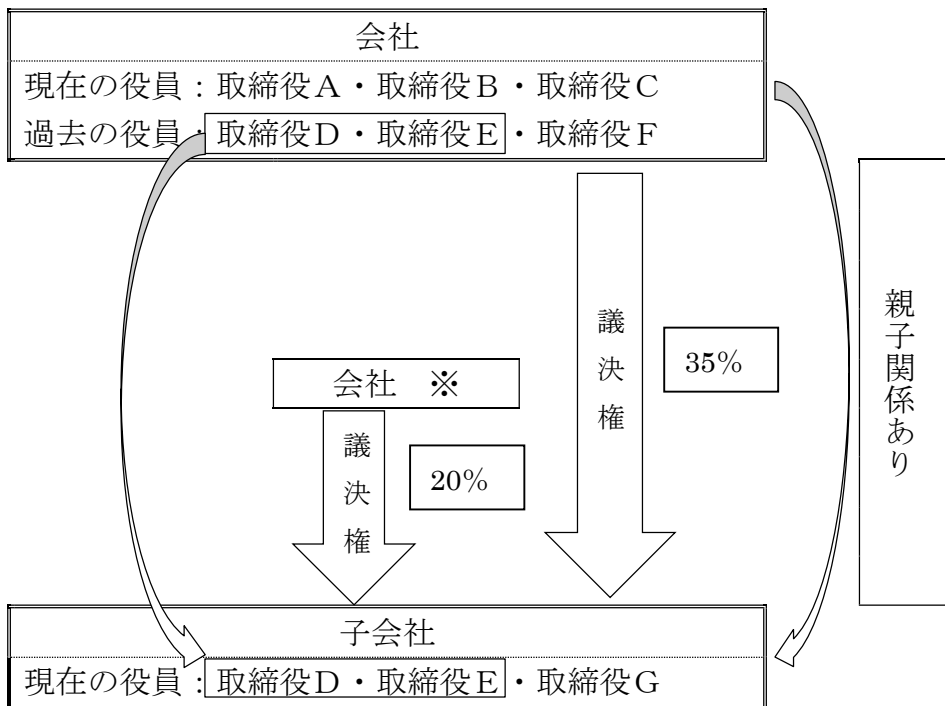 会社
現在の役員：取締役A・取締役B・取締役C
過去の役員：取締役D・取締役E・取締役F
議決権
35%
親子関係あり
会社　※
議決権
20%
子会社
現在の役員：取締役D・取締役E・取締役G